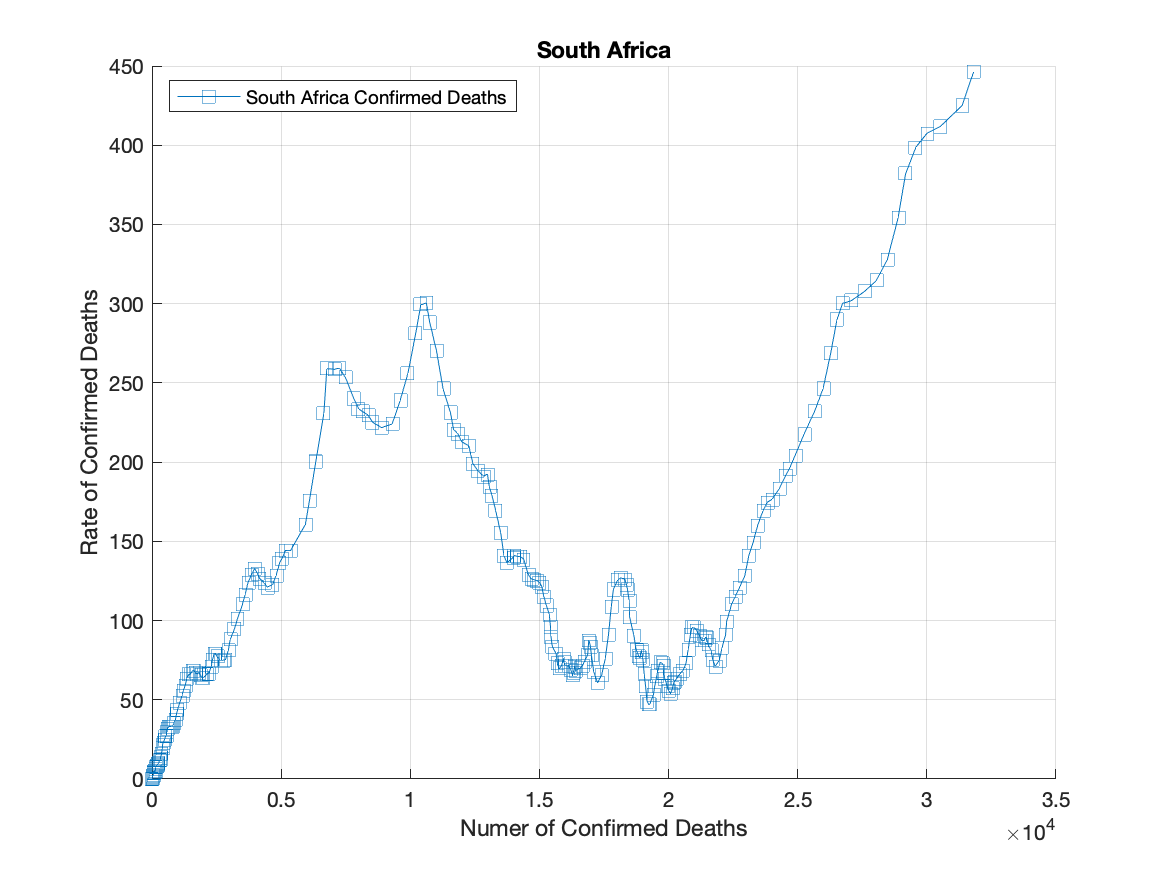 South Africa
South Africa Confirmed Deaths
Rate of Confirmed Deaths
450
400
350
300
250
200
150
100
50
0
0 0.5 1 1.5 2 2.5 3 3.5
Numer of Confirmed Deaths
×10⁴